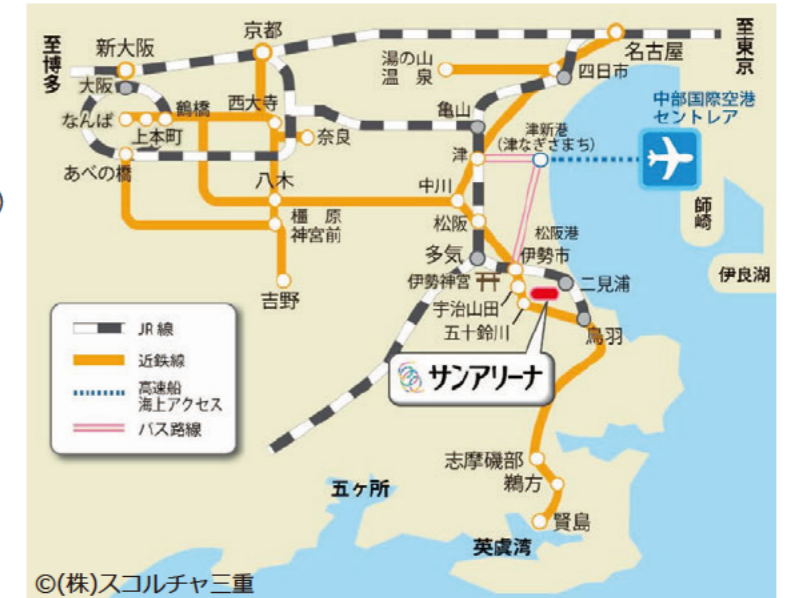 至博多
新大阪
京都
名古屋
至東京
大阪
湯の山
温泉
四日市
なんば
鶴橋
上本町
西大寺
奈良
亀山
津新港
(津なぎさまち)
中部国際空港
セントレア
津
あべの橋
八木
中川
橿原
神宮前
松阪
松阪港
師崎
多気
伊勢市
伊良湖
吉野
伊勢神宮
二見浦
宇治山田
五十鈴川
鳥羽
JR線
近鉄線
高速船
海上アクセス
バス路線
サンアリーナ
志摩磯部
五ヶ所
鵜方
賢島
英虞湾
©(株)スコルチャ三重
)